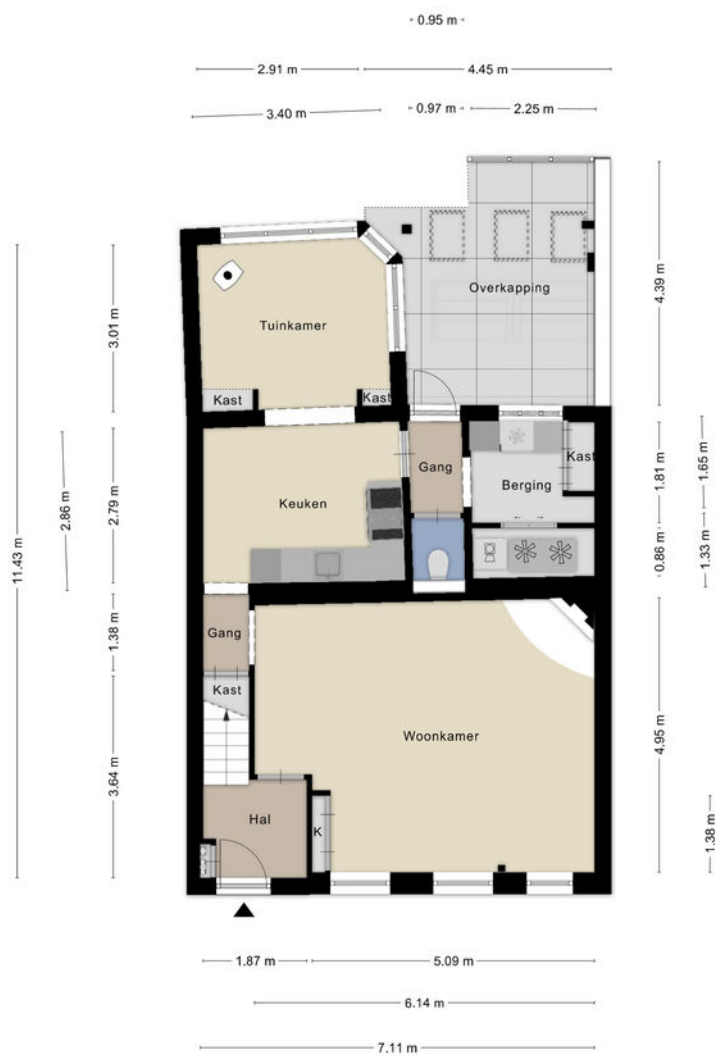 0.95 m
2.91 m
4.45 m
3.40 m
0.97 m
2.25 m
Overkapping
4.39 m
Tuinkamer
3.01 m
Kast
Kast
11.43 m
2.86 m
2.79 m
Keuken
Gang
Kast
Berging
1.81 m
1.65 m
0.86 m
1.33 m
1.38 m
Gang
Kast
Woonkamer
4.95 m
3.64 m
Hal
K
1.38 m
1.87 m
5.09 m
6.14 m
7.11 m